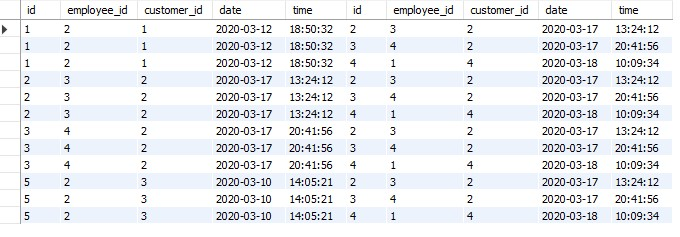 id employee_id customer_id date time id employee_id customer_id date time
1 2 1 2020-03-12 18:50:32 2 3 2 2020-03-17 13:24:12
1 2 1 2020-03-12 18:50:32 3 4 2 2020-03-17 20:41:56
1 2 1 2020-03-12 18:50:32 4 1 4 2020-03-18 10:09:34
2 3 2 2020-03-17 13:24:12 2 3 2 2020-03-17 13:24:12
2 3 2 2020-03-17 13:24:12 3 4 2 2020-03-17 20:41:56
2 3 2 2020-03-17 13:24:12 4 1 4 2020-03-18 10:09:34
3 4 2 2020-03-17 20:41:56 2 3 2 2020-03-17 13:24:12
3 4 2 2020-03-17 20:41:56 3 4 2 2020-03-17 20:41:56
3 4 2 2020-03-17 20:41:56 4 1 4 2020-03-18 10:09:34
5 2 3 2020-03-10 14:05:21 2 3 2 2020-03-17 13:24:12
5 2 3 2020-03-10 14:05:21 3 4 2 2020-03-17 20:41:56
5 2 3 2020-03-10 14:05:21 4 1 4 2020-03-18 10:09:34